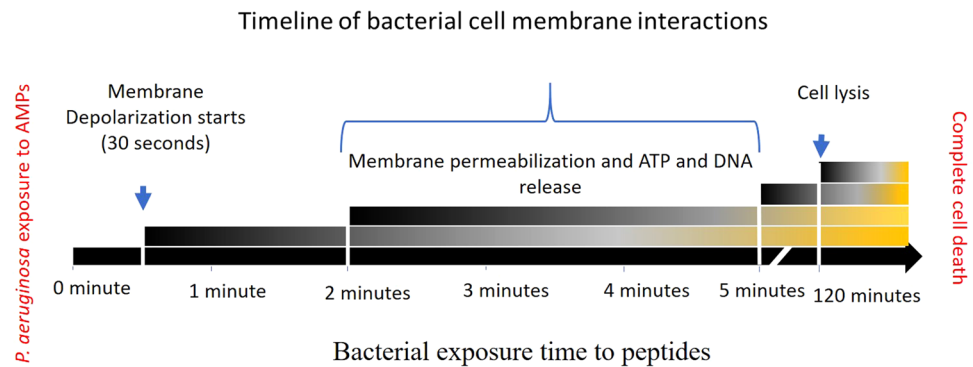 Timeline of bacterial cell membrane interactions
P. aeruginosa exposure to AMPs
Membrane
Depolarization starts
(30 seconds)
Membrane permeabilization and ATP and DNA
release
Cell lysis
Complete cell death
0 minute
1 minute
2 minutes
3 minutes
4 minutes
5 minutes
120 minutes
Bacterial exposure time to peptides